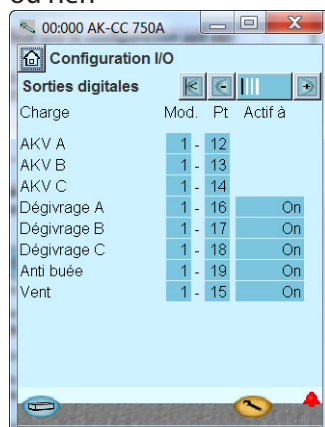 ou rien
00:000 AK-CC 750A
Configuration I/O
Sorties digitales
Charge Mod. Pt Actif à
AKV A 1 - 12
AKV B 1 - 13
AKV C 1 - 14
Dégivrage A 1 - 16 On
Dégivrage B 1 - 17 On
Dégivrage C 1 - 18 On
Anti buée 1 - 19 On
Vent 1 - 15 On